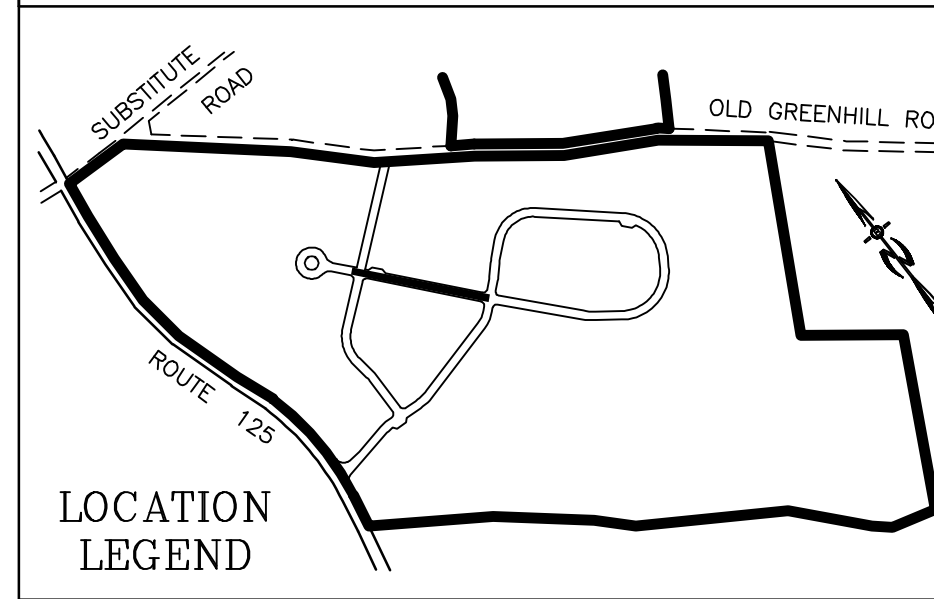 SUBSTITUTE
ROAD
OLD GREENHILL RO
ROUTE 125
LOCATION
LEGEND